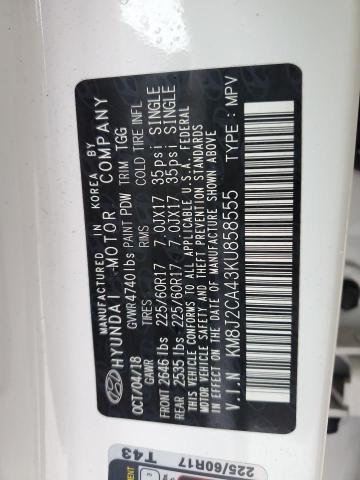 MANUFACTURED IN KOREA BY
HYUNDAI MOTOR COMPANY
OCT/04/18 GVWR 4740 lbs PAINT PDW TRIM TGG
GAWR TIRES RIMS COLD TIRE INFL
FRONT 2646 lbs 225/60R17 7.0JX17 35psi SINGLE
REAR 2535 lbs 225/60R17 7.0JX17 35psi SINGLE
THIS VEHICLE CONFORMS TO ALL APPLICABLE U.S.A. FEDERAL
MOTOR VEHICLE SAFETY AND THEFT PREVENTION STANDARDS
IN EFFECT ON THE DATE OF MANUFACTURE SHOWN ABOVE
V.I.N KM8J2CA43KU858555 TYPE: MPV
T43
225/60R17